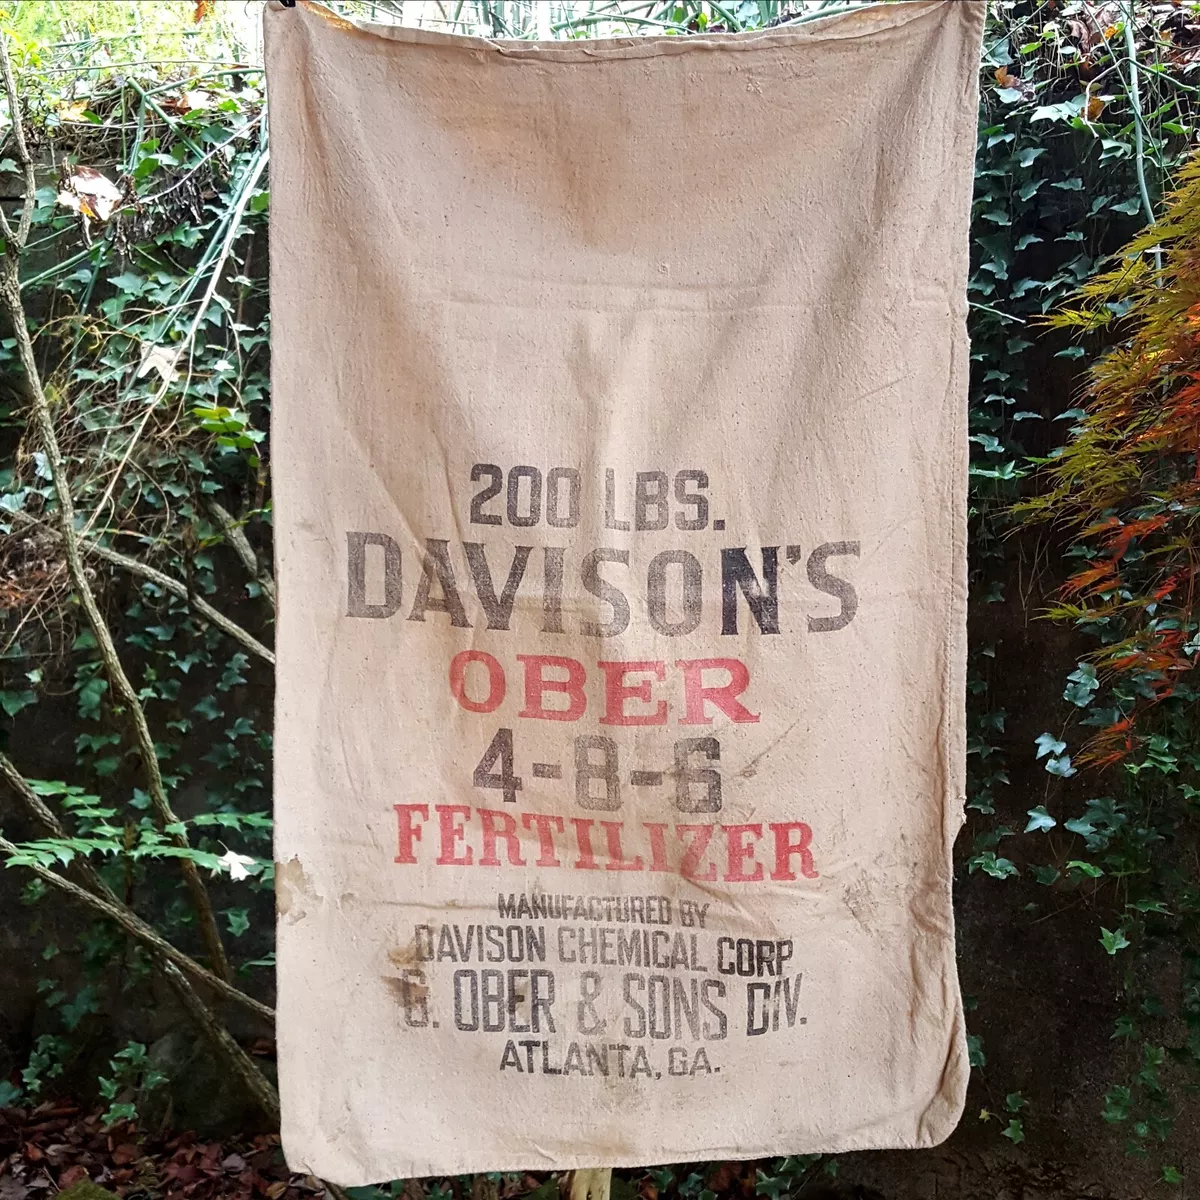 200 LBS.
DAVISON'S
OBER
4-8-6
FERTILIZER
MANUFACTURED BY
DAVISON CHEMICAL CORP.
G. OBER & SONS DIV.
ATLANTA, GA.